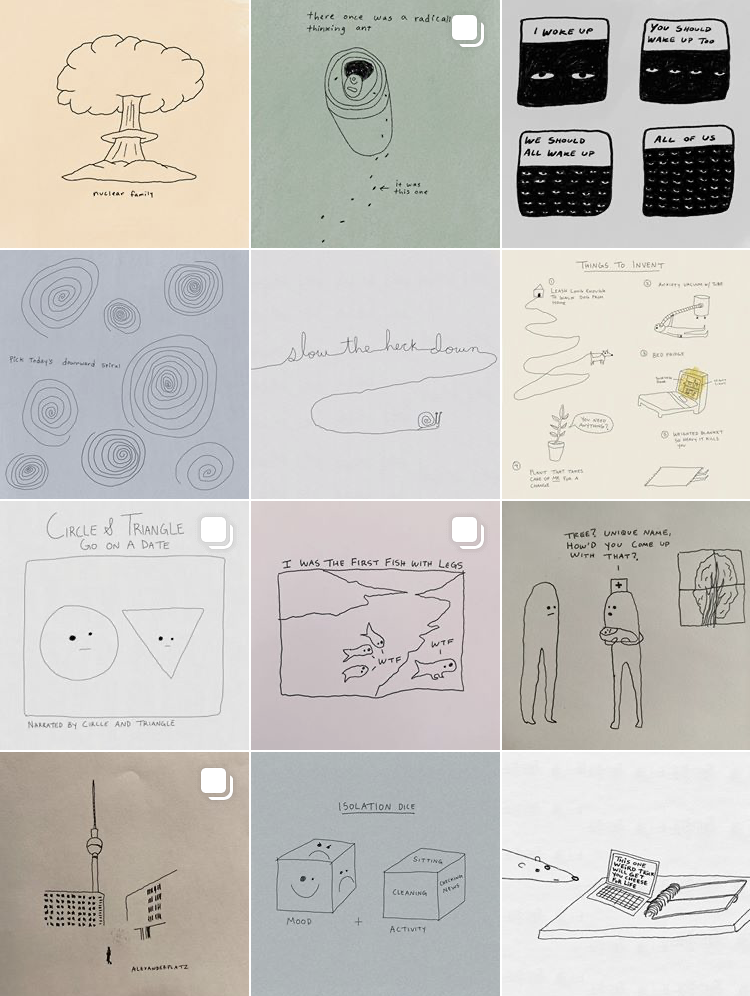 nuclear family
there once was a radical
thinking ant
it was
this one
I WOKE UP
YOU SHOULD
WAKE UP TOO
WE SHOULD
ALL WAKE UP
ALL OF US
Pick today's downward spiral
slow the heck down
THINGS TO INVENT
1
LEASH LONG ENOUGH
TO WALK DOG FROM
HOME
2
ANXIETY VACUUM W/ TUBE
3
BED FRIDGE
YOU NEED
ANYTHING?
4
PLANT THAT TAKES
CARE OF ME FOR A
CHANGE
5
WEIGHTED BLANKET
SO HEAVY IT KILLS
YOU
CIRCLE & TRIANGLE
GO ON A DATE
NARRATED BY CIRCLE AND TRIANGLE
I WAS THE FIRST FISH WITH LEGS
WTF
WTF
TREE? UNIQUE NAME,
HOW'D YOU COME UP
WITH THAT?
ALEXANDERPLATZ
ISOLATION DICE
SITTING
CLEANING
CHECKING
NEWS
MOOD
+
ACTIVITY
THIS ONE
WEIRD TRICK
WILL GET
YOU CHEESE
FOR LIFE